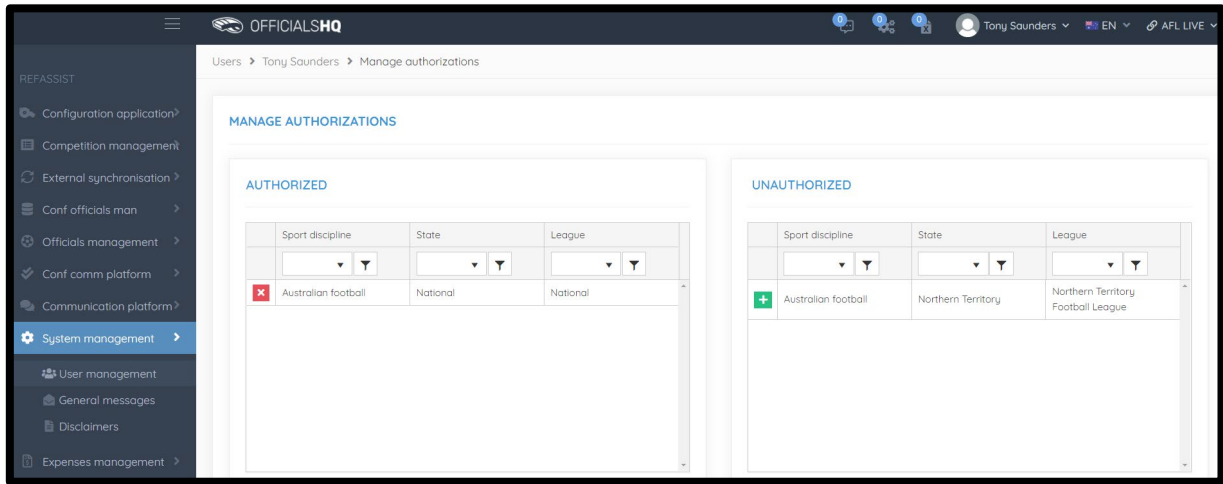 OFFICIALSHQ
0
0
0
Tony Saunders
EN
AFL LIVE
Users > Tony Saunders > Manage authorizations
REFASSIST
Configuration application
Competition management
External synchronisation
Conf officials man
Officials management
Conf comm platform
Communication platform
System management
User management
General messages
Disclaimers
Expenses management
MANAGE AUTHORIZATIONS
AUTHORIZED
Sport discipline State League
Australian football National National
UNAUTHORIZED
Sport discipline State League
Australian football Northern Territory Northern Territory
Football League